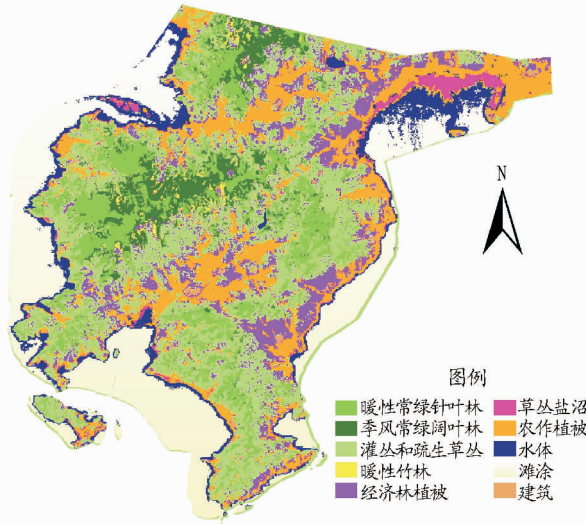 N
图例
暖性常绿针叶林
季风常绿阔叶林
灌丛和疏生草丛
暖性竹林
经济林植被
草丛盐沼
农作植被
水体
滩涂
建筑